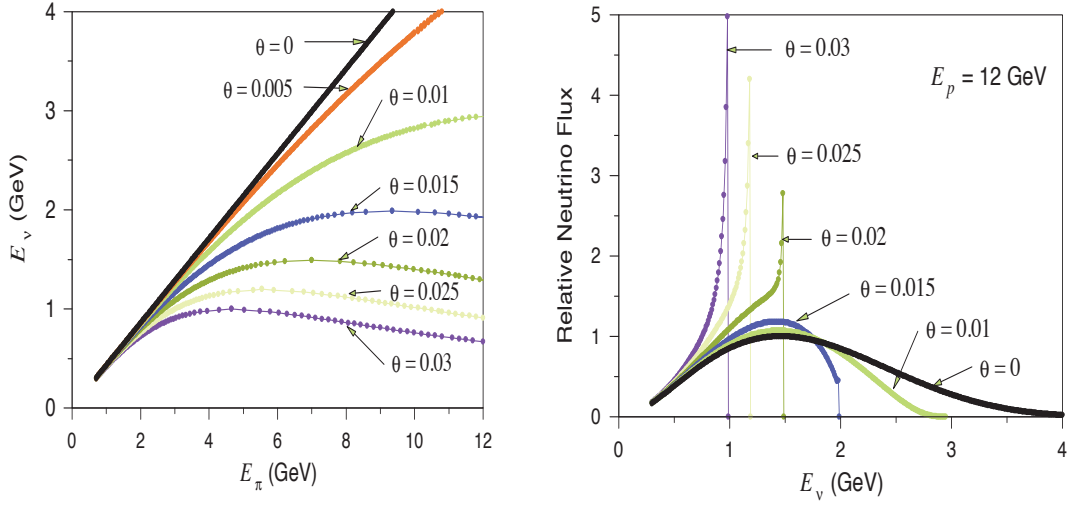 4
3
2
1
0
0
2
4
6
8
10
12
E_ν (GeV)
E_π (GeV)
θ = 0
θ = 0.005
θ = 0.01
θ = 0.015
θ = 0.02
θ = 0.025
θ = 0.03
5
4
3
2
1
0
0
1
2
3
4
Relative Neutrino Flux
E_ν (GeV)
θ = 0.03
E_p = 12 GeV
θ = 0.025
θ = 0.02
θ = 0.015
θ = 0.01
θ = 0